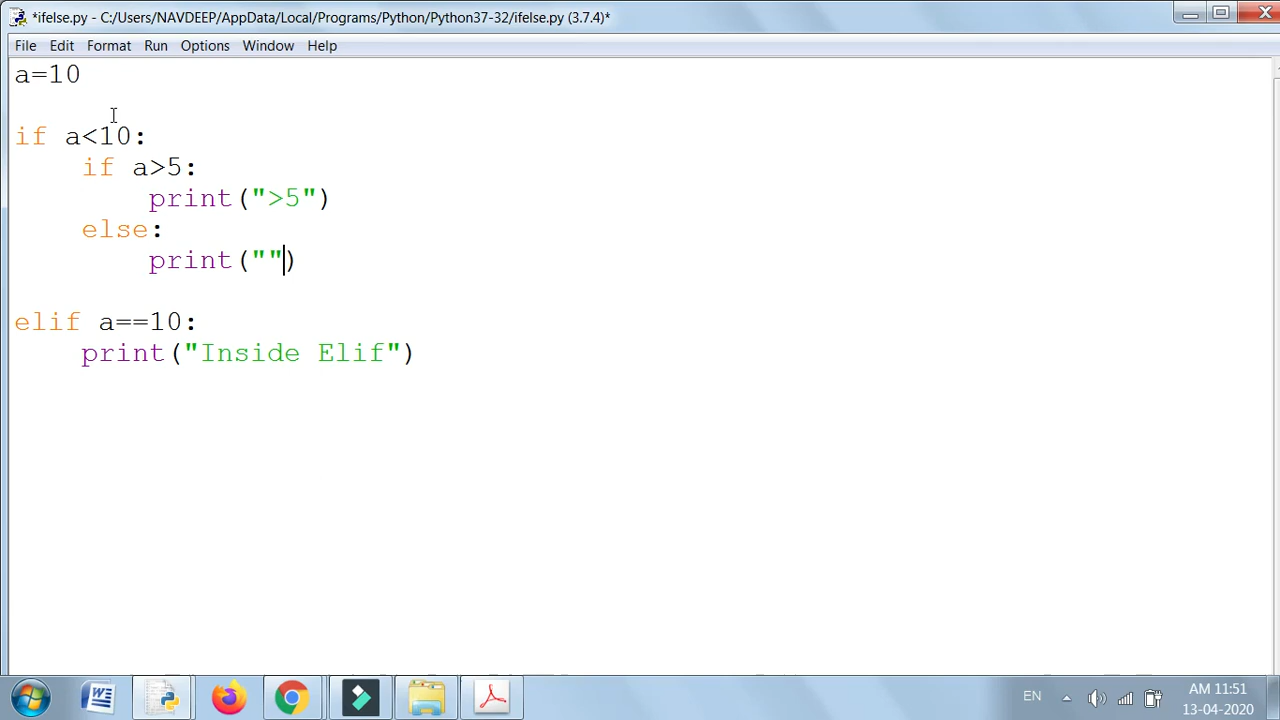 *ifelse.py - C:/Users/NAVDEEP/AppData/Local/Programs/Python/Python37-32/ifelse.py (3.7.4)*
File Edit Format Run Options Window Help
a=10
if a<10:
    if a>5:
        print(">5")
    else:
        print("")
elif a==10:
    print("Inside Elif")
EN
AM 11:51
13-04-2020